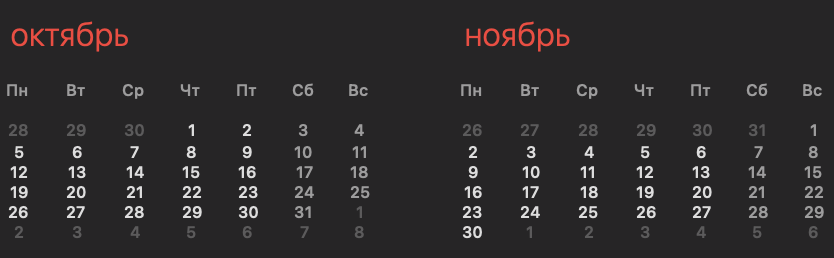 октябрь
Пн Вт Ср Чт Пт Сб Вс
28 29 30 1 2 3 4
5 6 7 8 9 10 11
12 13 14 15 16 17 18
19 20 21 22 23 24 25
26 27 28 29 30 31 1
2 3 4 5 6 7 8
ноябрь
Пн Вт Ср Чт Пт Сб Вс
26 27 28 29 30 31 1
2 3 4 5 6 7 8
9 10 11 12 13 14 15
16 17 18 19 20 21 22
23 24 25 26 27 28 29
30 1 2 3 4 5 6